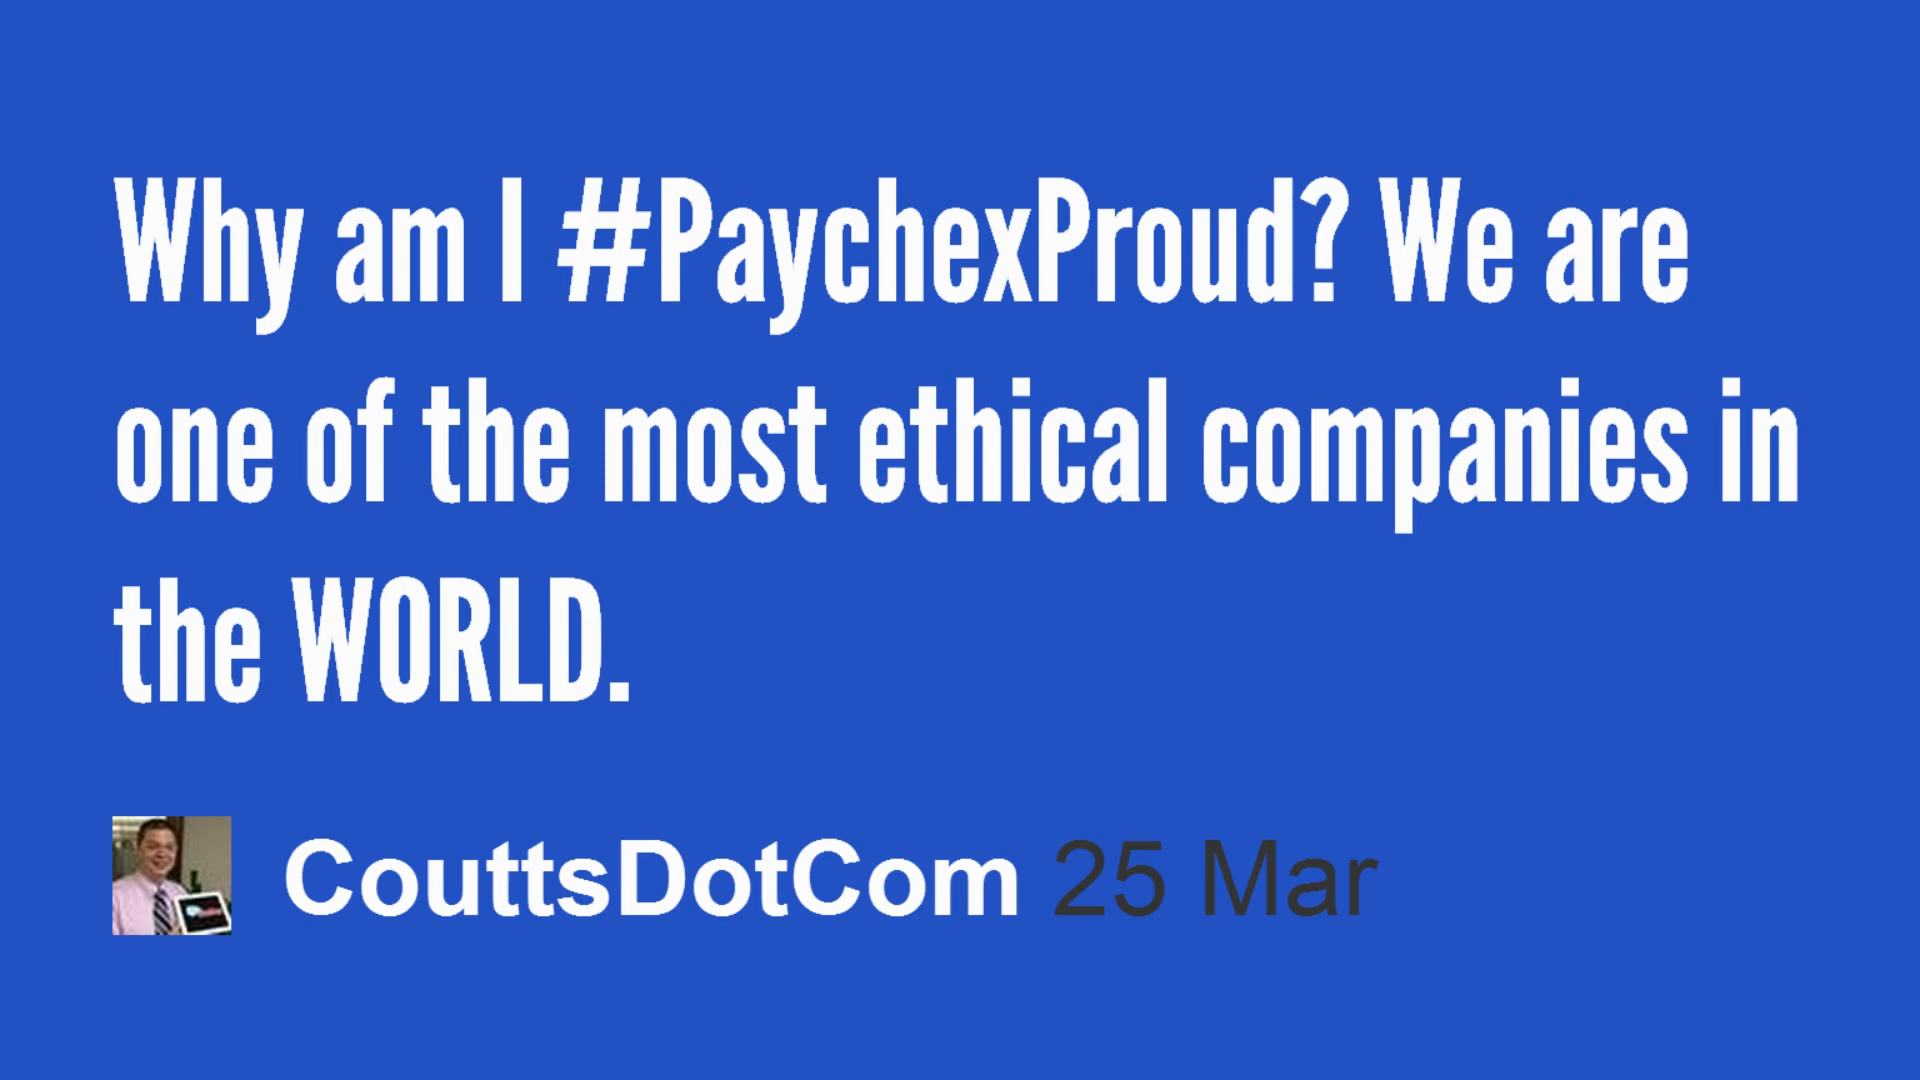 Why am I #PaychexProud? We are
one of the most ethical companies in
the WORLD.
CouttsDotCom 25 Mar